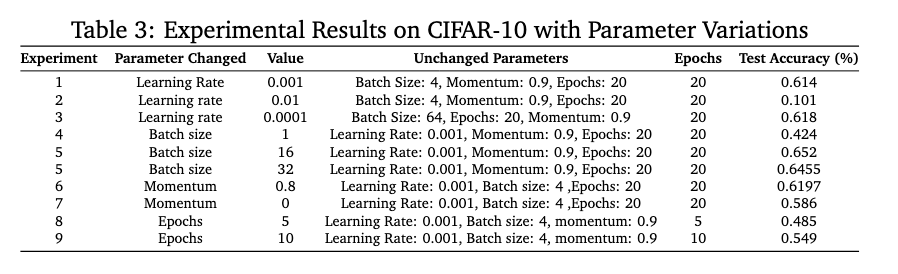 Table 3: Experimental Results on CIFAR-10 with Parameter Variations
Experiment Parameter Changed Value Unchanged Parameters Epochs Test Accuracy (%)
1 Learning Rate 0.001 Batch Size: 4, Momentum: 0.9, Epochs: 20 20 0.614
2 Learning rate 0.01 Batch Size: 4, Momentum: 0.9, Epochs: 20 20 0.101
3 Learning rate 0.0001 Batch Size: 64, Epochs: 20, Momentum: 0.9 20 0.618
4 Batch size 1 Learning Rate: 0.001, Momentum: 0.9, Epochs: 20 20 0.424
5 Batch size 16 Learning Rate: 0.001, Momentum: 0.9, Epochs: 20 20 0.652
5 Batch size 32 Learning Rate: 0.001, Momentum: 0.9, Epochs: 20 20 0.6455
6 Momentum 0.8 Learning Rate: 0.001, Batch size: 4 ,Epochs: 20 20 0.6197
7 Momentum 0 Learning Rate: 0.001, Batch size: 4 ,Epochs: 20 20 0.586
8 Epochs 5 Learning Rate: 0.001, Batch size: 4, momentum: 0.9 5 0.485
9 Epochs 10 Learning Rate: 0.001, Batch size: 4, momentum: 0.9 10 0.549